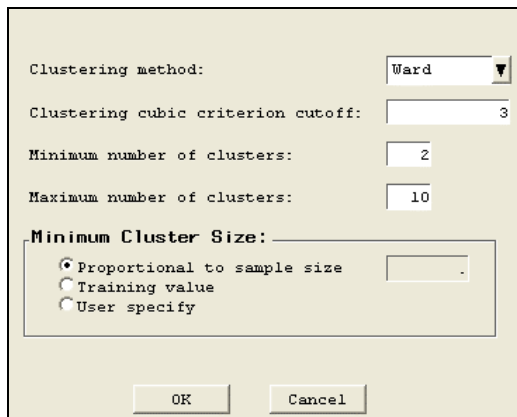 Clustering method: Ward
Clustering cubic criterion cutoff: 3
Minimum number of clusters: 2
Maximum number of clusters: 10
Minimum Cluster Size:
Proportional to sample size .
Training value
User specify
OK Cancel